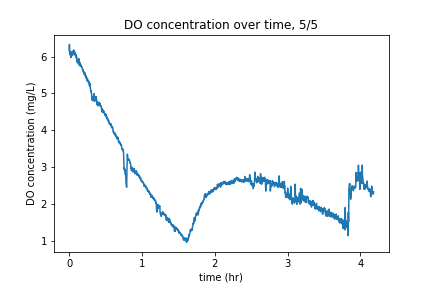 DO concentration over time, 5/5
DO concentration (mg/L)
6
5
4
3
2
1
0 1 2 3 4
time (hr)